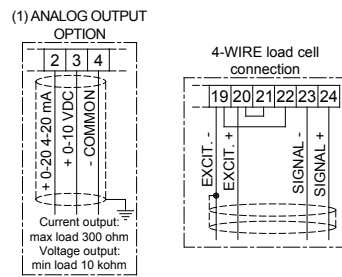 (1) ANALOG OUTPUT
OPTION
2 3 4
+ 0-20 4-20 mA
+ 0-10 VDC
- COMMON
Current output:
max load 300 ohm
Voltage output:
min load 10 kohm
4-WIRE load cell
connection
19 20 21 22 23 24
EXCIT. -
EXCIT. +
SIGNAL -
SIGNAL +